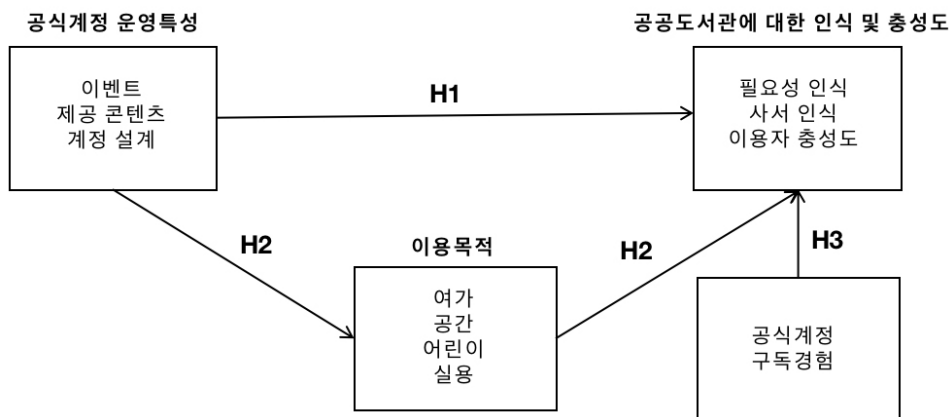 공식계정 운영특성
이벤트
제공 콘텐츠
계정 설계
H1
공공도서관에 대한 인식 및 충성도
필요성 인식
사서 인식
이용자 충성도
H2
이용목적
여가
공간
어린이
실용
H2
H3
공식계정
구독경험